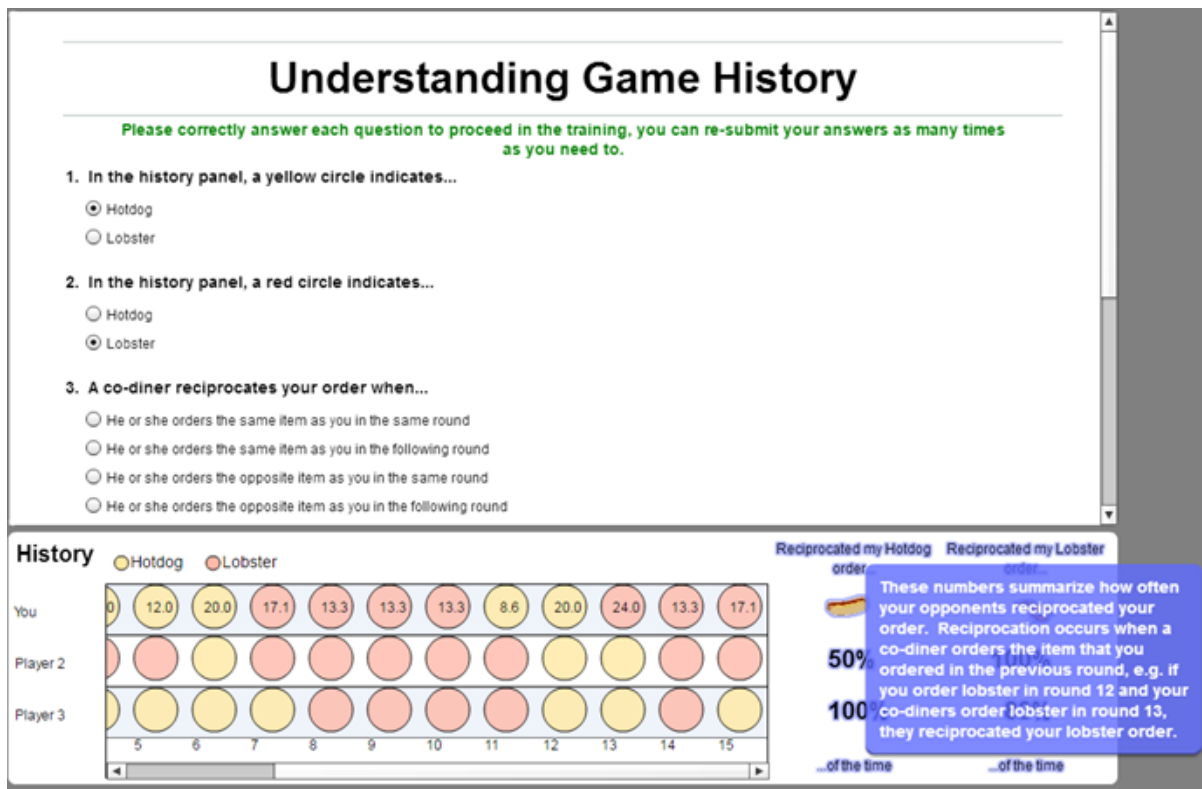 Understanding Game History
Please correctly answer each question to proceed in the training, you can re-submit your answers as many times
as you need to.
1. In the history panel, a yellow circle indicates...
Hotdog
Lobster
2. In the history panel, a red circle indicates...
Hotdog
Lobster
3. A co-diner reciprocates your order when...
He or she orders the same item as you in the same round
He or she orders the same item as you in the following round
He or she orders the opposite item as you in the same round
He or she orders the opposite item as you in the following round
History
Hotdog Lobster
You 12.0 20.0 17.1 13.3 13.3 13.3 8.6 20.0 24.0 13.3 17.1
Player 2
Player 3
5 6 7 8 9 10 11 12 13 14 15
Reciprocated my Hotdog
order...
Reciprocated my Lobster
order...
50% 100%
100%
...of the time ...of the time
These numbers summarize how often
your opponents reciprocated your
order. Reciprocation occurs when a
co-diner orders the item that you
ordered in the previous round, e.g. if
you order lobster in round 12 and your
co-diners order lobster in round 13,
they reciprocated your lobster order.